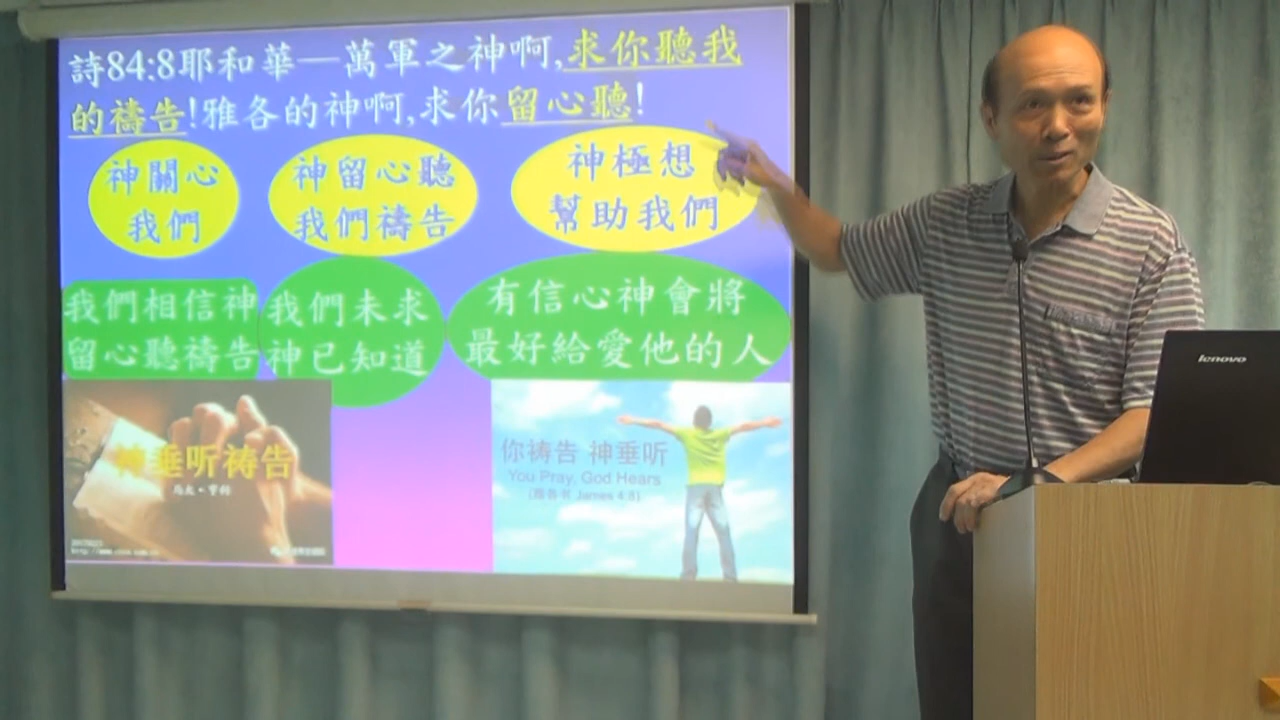 詩84:8耶和華—萬軍之神啊,求你聽我
的禱告!雅各的神啊,求你留心聽!
神關心
我們
神留心聽
我們禱告
神極想
幫助我們
我們相信神
留心聽禱告
我們未求
神已知道
有信心神會將
最好給愛他的人
神垂听祷告
你祷告 神垂听
You Pray, God Hears
James 4:8)
lenovo